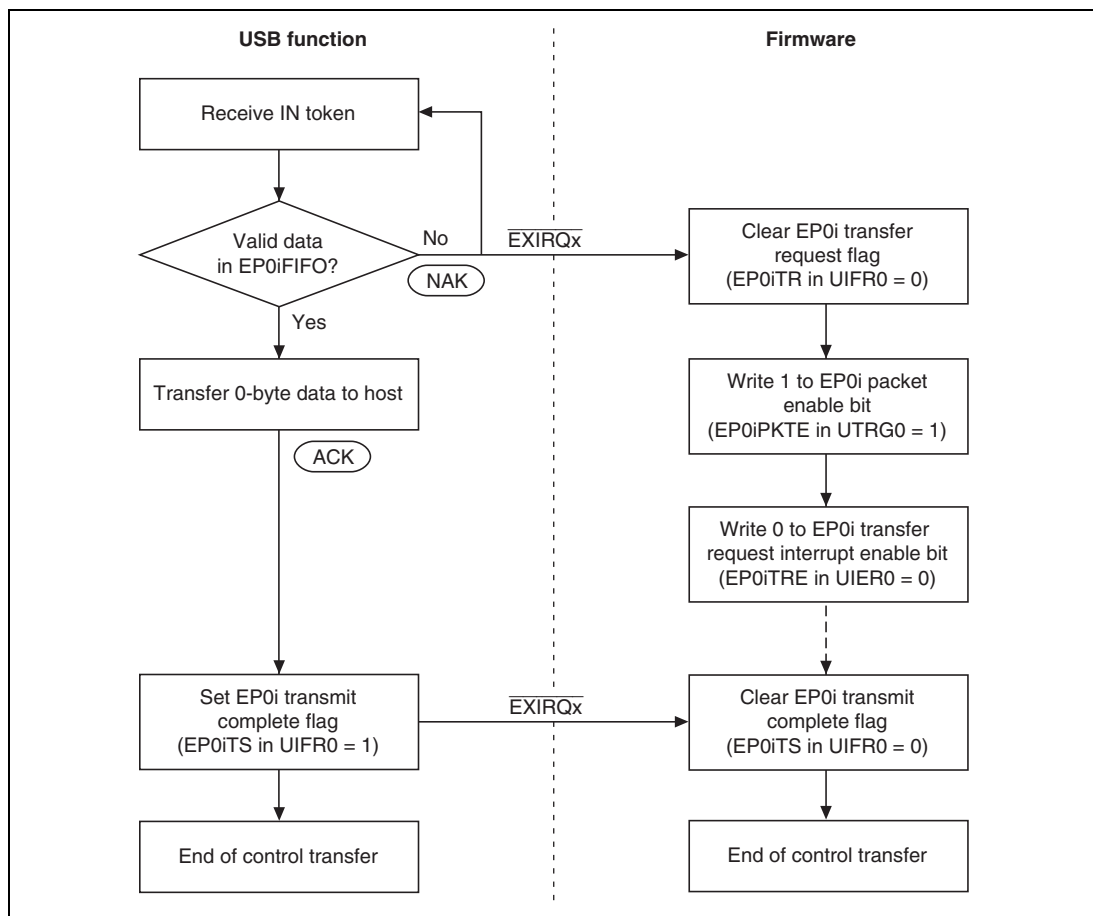 USB function
Firmware
Receive IN token
Valid data
in EP0iFIFO?
No
NAK
EXIRQx
Clear EP0i transfer
request flag
(EP0iTR in UIFR0 = 0)
Yes
Transfer 0-byte data to host
ACK
Write 1 to EP0i packet
enable bit
(EP0iPKTE in UTRG0 = 1)
Write 0 to EP0i transfer
request interrupt enable bit
(EP0iTRE in UIER0 = 0)
Set EP0i transmit
complete flag
(EP0iTS in UIFR0 = 1)
EXIRQx
Clear EP0i transmit
complete flag
(EP0iTS in UIFR0 = 0)
End of control transfer
End of control transfer